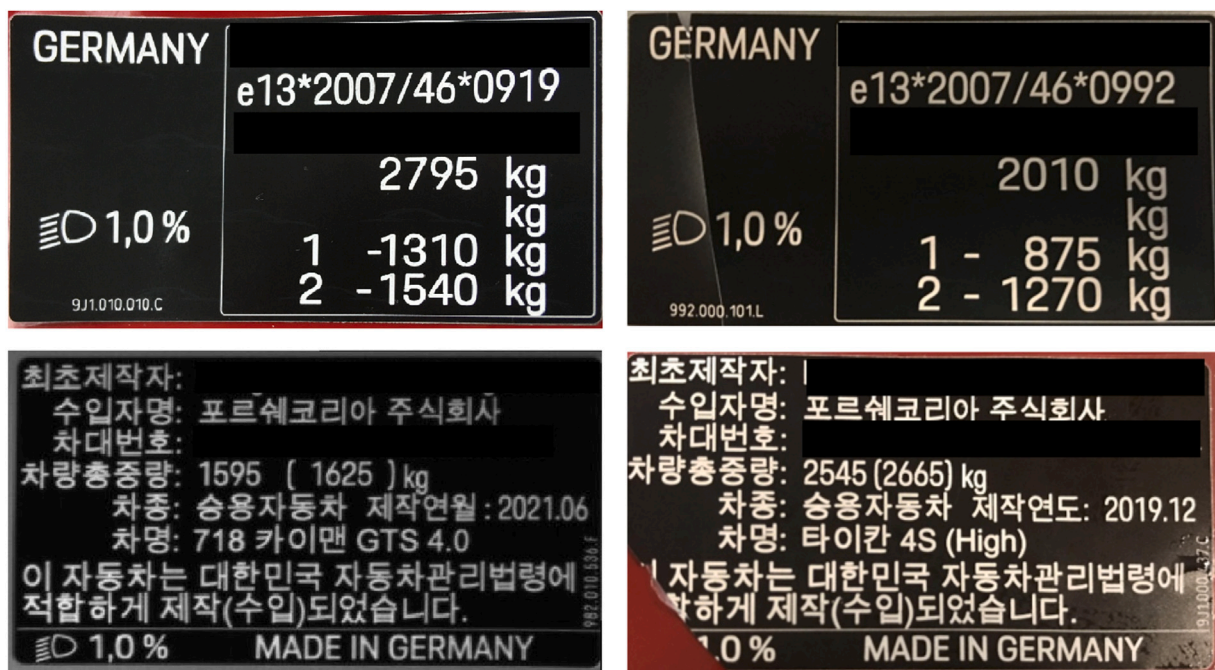 GERMANY
e13*2007/46*0919
2795 kg
kg
1,0 %
1 -1310 kg
2 -1540 kg
9J1.010.010.C
GERMANY
e13*2007/46*0992
2010 kg
kg
1,0 %
1 - 875 kg
2 - 1270 kg
992.000.101.L
최초제작자:
수입자명: 포르쉐코리아 주식회사
차대번호:
차량총중량: 1595 ( 1625 ) kg
차종: 승용자동차 제작연월 : 2021.06
차명: 718 카이맨 GTS 4.0
이 자동차는 대한민국 자동차관리법령에
적합하게 제작(수입)되었습니다.
1,0 % MADE IN GERMANY
9B2.010.536.F
최초제작자:
수입자명: 포르쉐코리아 주식회사
차대번호:
차량총중량: 2545 (2665) kg
차종: 승용자동차 제작연도: 2019.12
차명: 타이칸 4S (High)
자동차는 대한민국 자동차관리법령에
하게 제작(수입)되었습니다.
.0 % MADE IN GERMANY